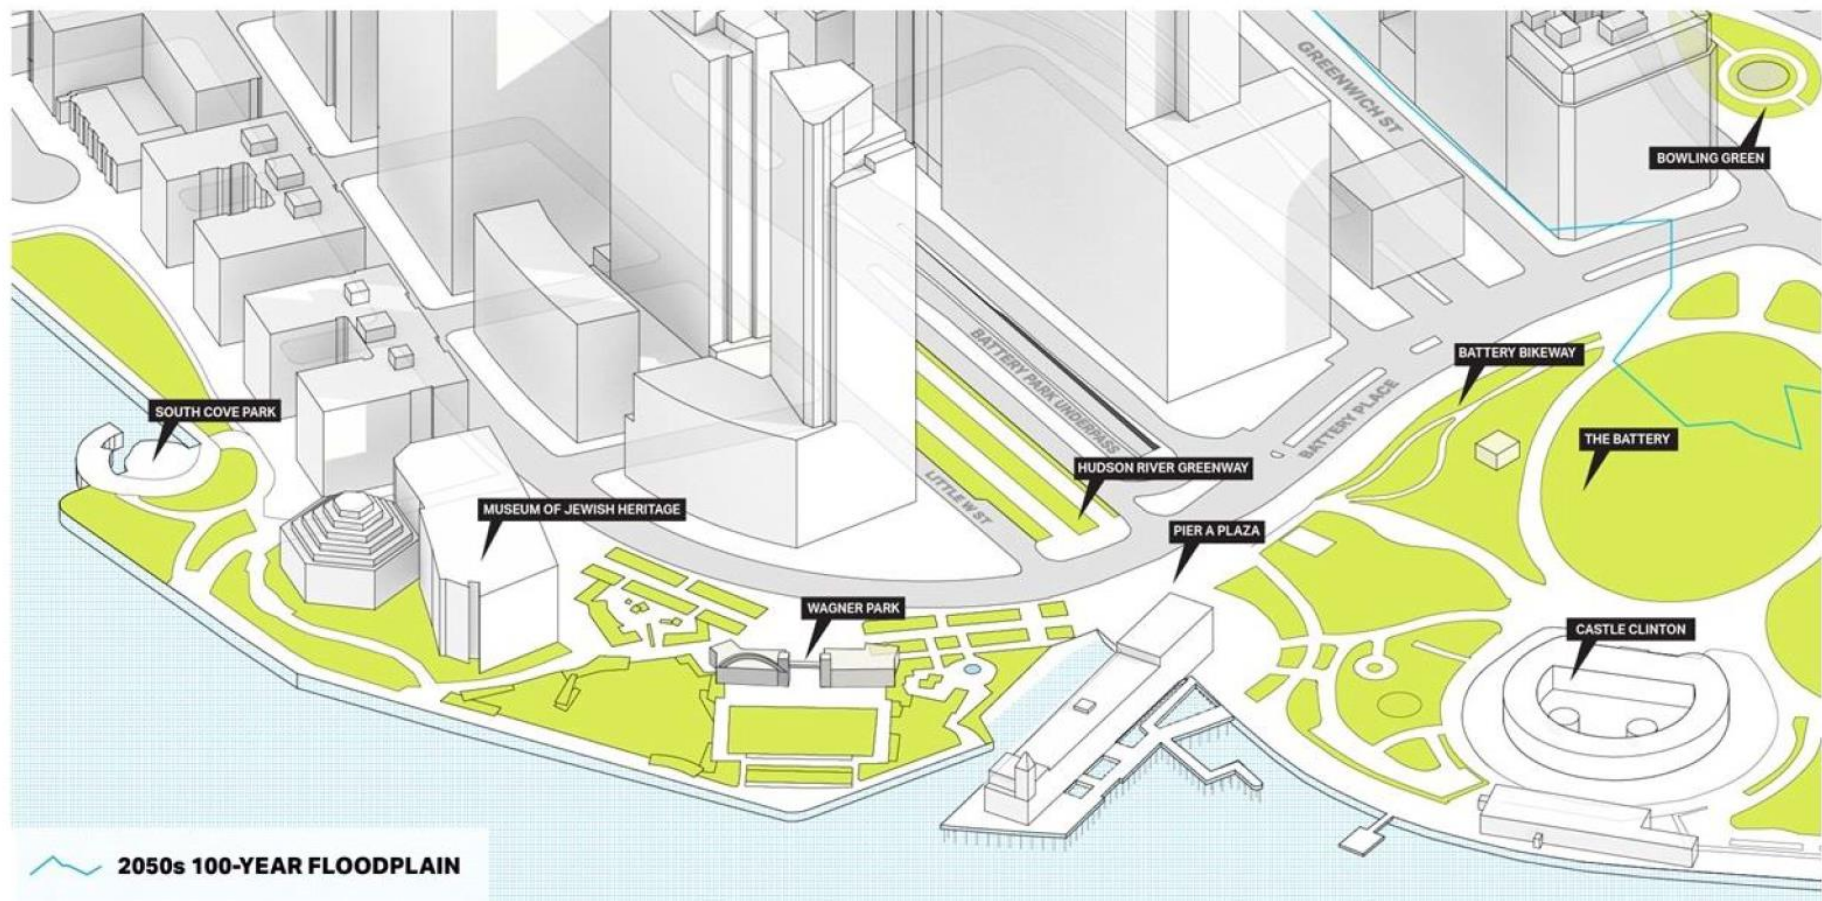 GREENWICH ST
BOWLING GREEN
BATTERY PARK UNDERPASS
BATTERY BIKEWAY
BATTERY PLACE
SOUTH COVE PARK
THE BATTERY
HUDSON RIVER GREENWAY
LITTLE W ST
MUSEUM OF JEWISH HERITAGE
PIER A PLAZA
WAGNER PARK
CASTLE CLINTON
2050s 100-YEAR FLOODPLAIN